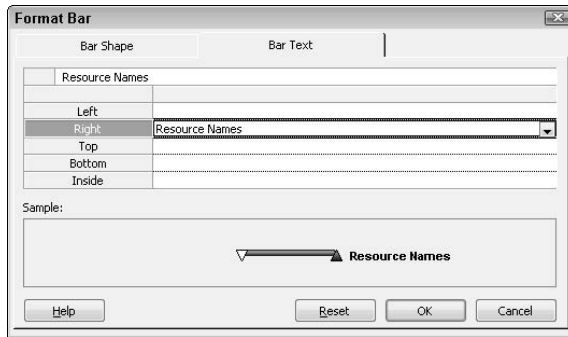 Format Bar
Bar Shape Bar Text
Resource Names
Left
Right Resource Names
Top
Bottom
Inside
Sample:
Resource Names
Help Reset OK Cancel